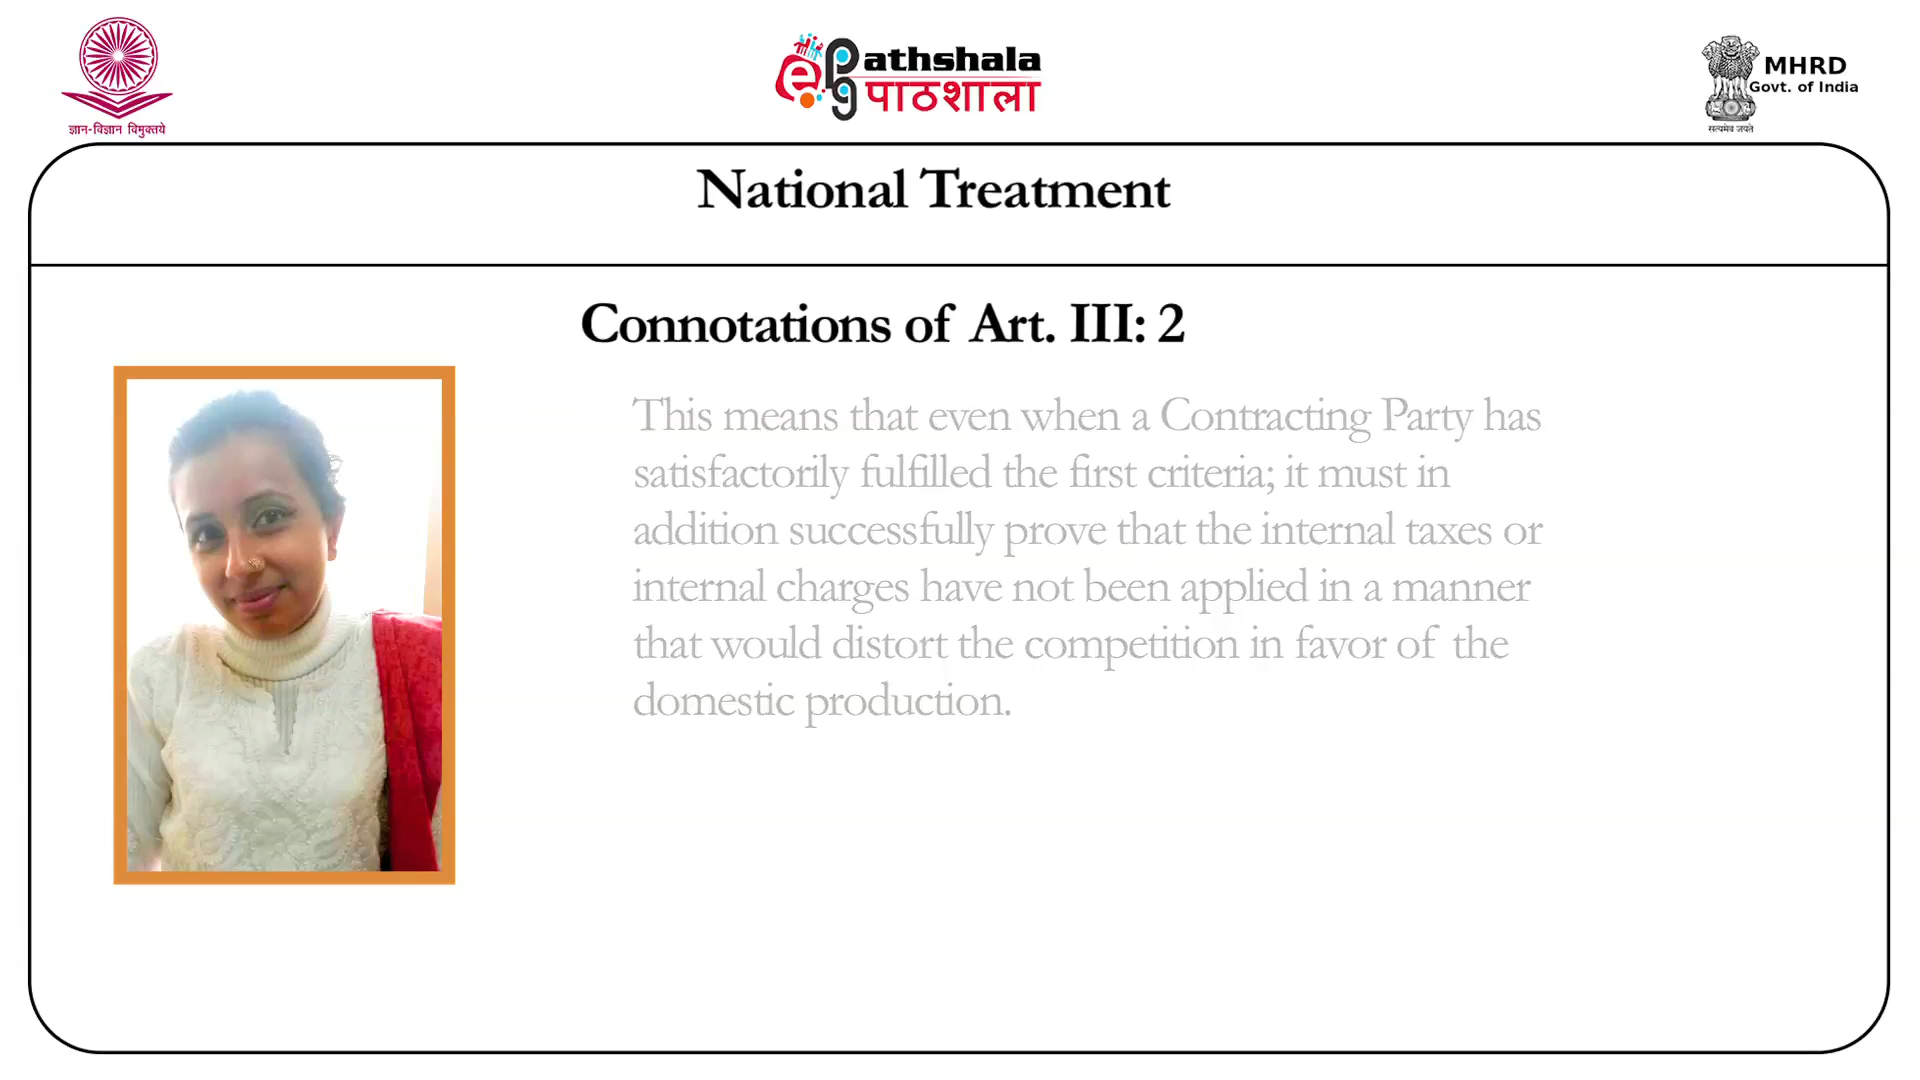 ज्ञान-विज्ञान विमुक्तये
e Pg athshala
पाठशाला
MHRD
Govt. of India
सत्यमेव जयते
National Treatment
Connotations of Art. III: 2
This means that even when a Contracting Party has
satisfactorily fulfilled the first criteria; it must in
addition successfully prove that the internal taxes or
internal charges have not been applied in a manner
that would distort the competition in favor of the
domestic production.